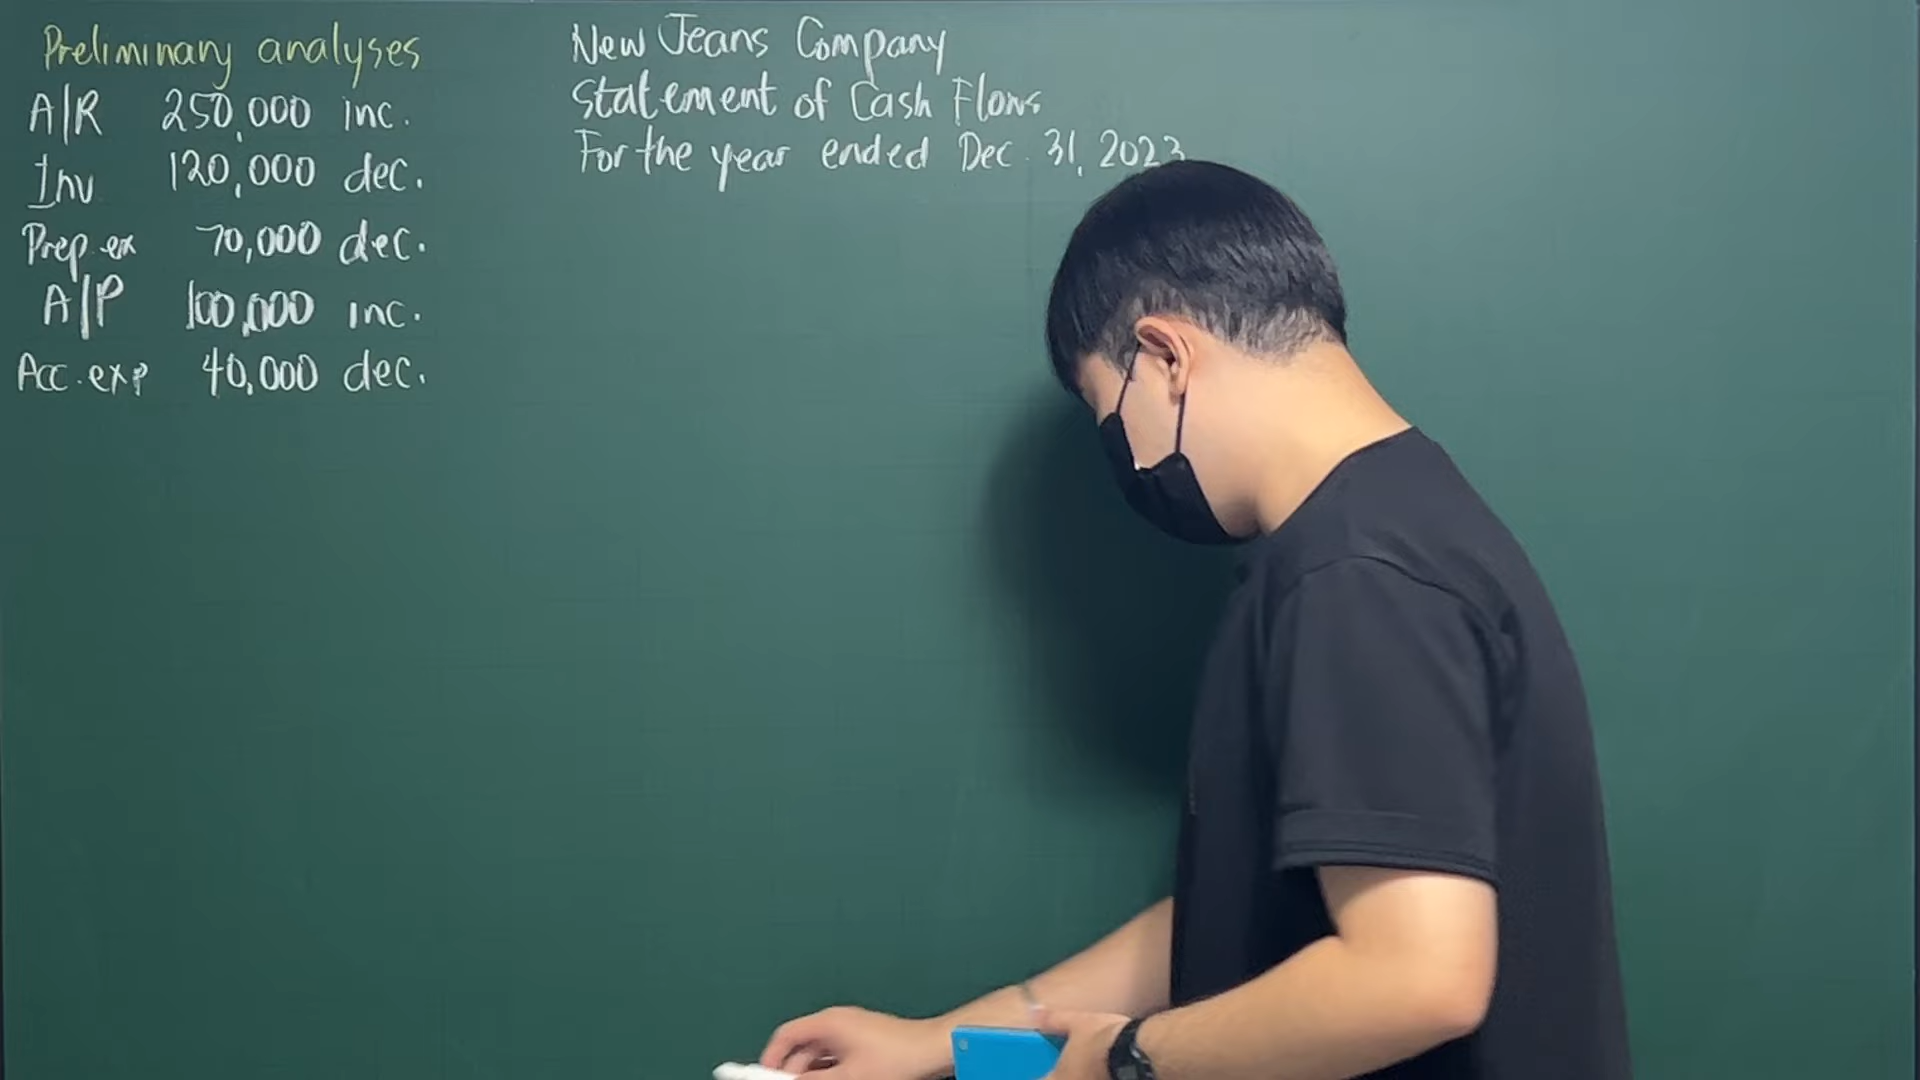 Preliminary analyses
A/R 250,000 inc.
Inv 120,000 dec.
Prep. ex 70,000 dec.
A/P 100,000 inc.
Acc. exp 40,000 dec.
New Jeans Company
Statement of Cash Flows
For the year ended Dec. 31, 2023